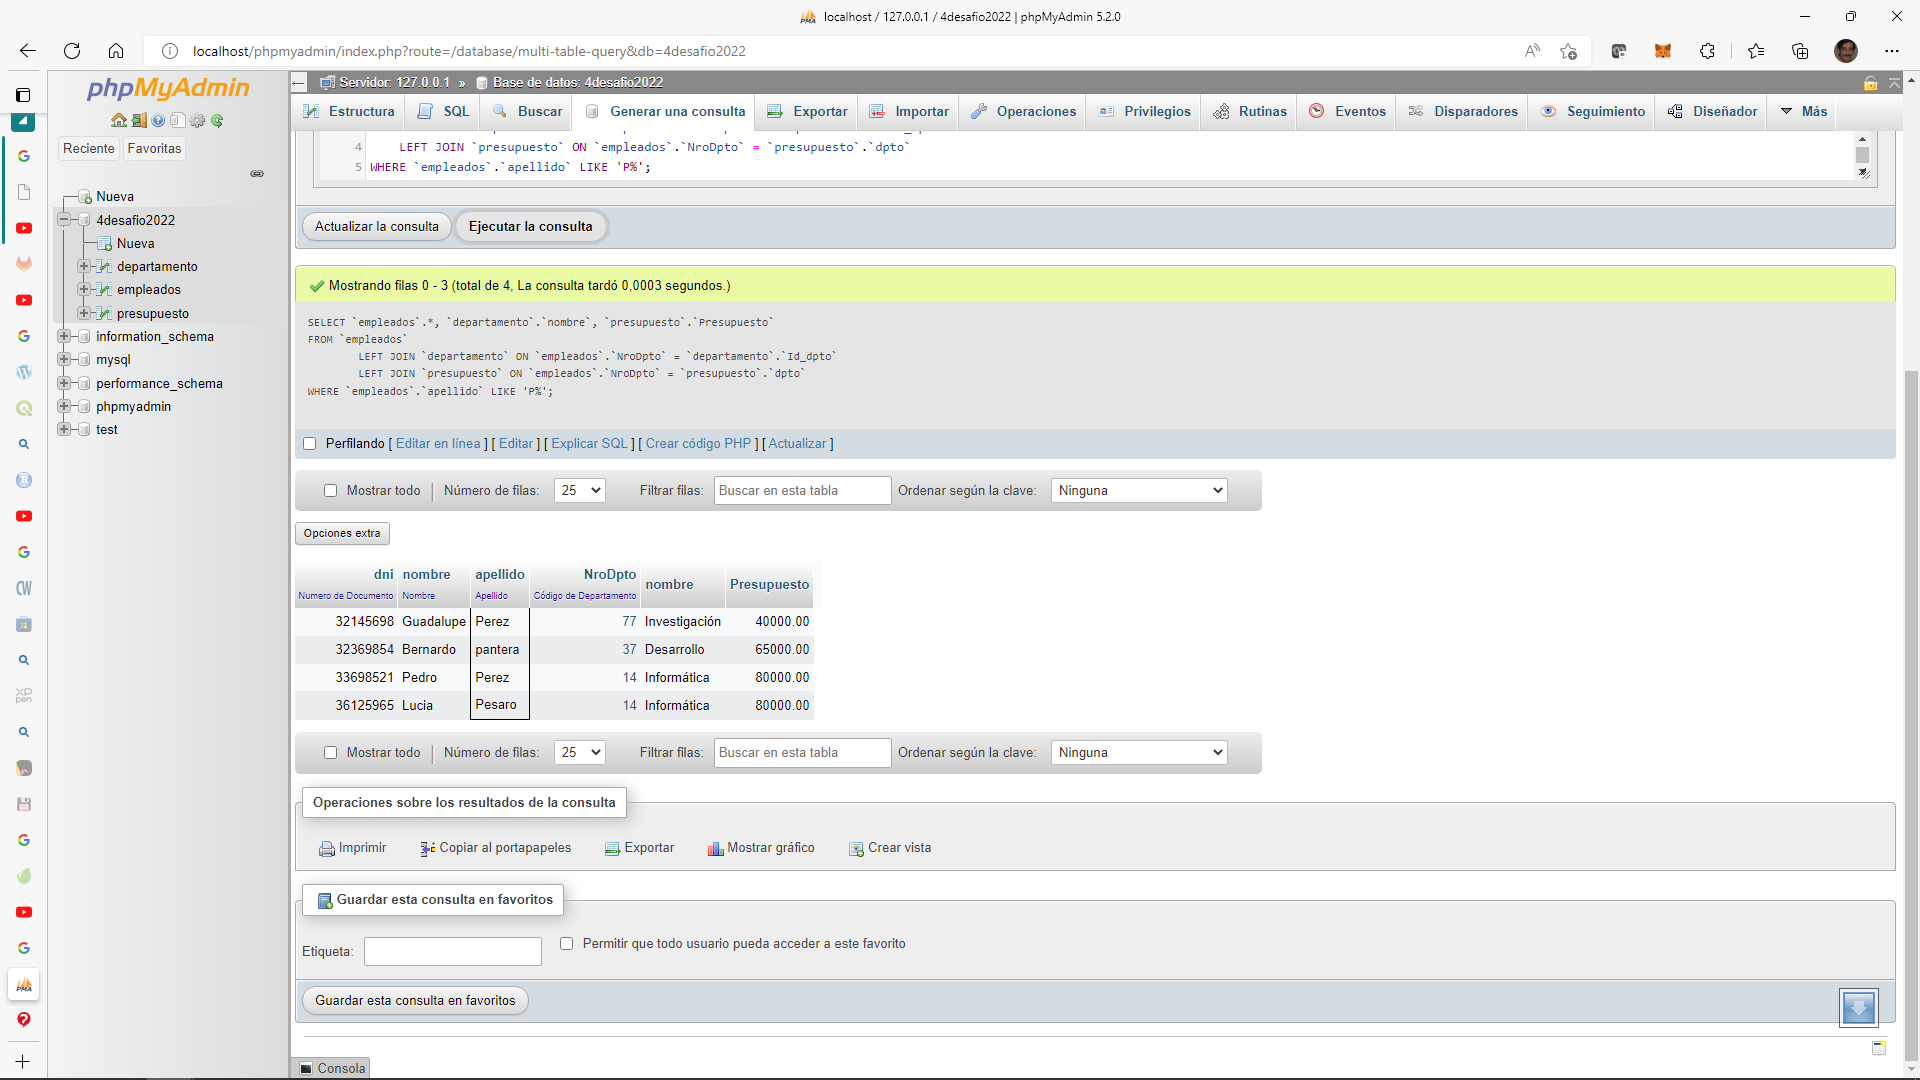 localhost / 127.0.0.1 / 4desafio2022 | phpMyAdmin 5.2.0
localhost/phpmyadmin/index.php?route=/database/multi-table-query&db=4desafio2022
phpMyAdmin
Reciente Favoritas
Nueva
4desafio2022
Nueva
departamento
empleados
presupuesto
information_schema
mysql
performance_schema
phpmyadmin
test
Servidor: 127.0.0.1 » Base de datos: 4desafio2022
Estructura SQL Buscar Generar una consulta Exportar Importar Operaciones Privilegios Rutinas Eventos Disparadores Seguimiento Diseñador Más
4 LEFT JOIN `presupuesto` ON `empleados`.`NroDpto` = `presupuesto`.`dpto`
5 WHERE `empleados`.`apellido` LIKE 'P%';
Actualizar la consulta Ejecutar la consulta
Mostrando filas 0 - 3 (total de 4, La consulta tardó 0,0003 segundos.)
SELECT `empleados`.*, `departamento`.`nombre`, `presupuesto`.`Presupuesto`
FROM `empleados`
LEFT JOIN `departamento` ON `empleados`.`NroDpto` = `departamento`.`Id_dpto`
LEFT JOIN `presupuesto` ON `empleados`.`NroDpto` = `presupuesto`.`dpto`
WHERE `empleados`.`apellido` LIKE 'P%';
Perfilando [ Editar en línea ] [ Editar ] [ Explicar SQL ] [ Crear código PHP ] [ Actualizar ]
Mostrar todo | Número de filas: 25 Filtrar filas: Buscar en esta tabla Ordenar según la clave: Ninguna
Opciones extra
dni nombre apellido NroDpto nombre Presupuesto
Numero de Documento Nombre Apellido Código de Departamento
32145698 Guadalupe Perez 77 Investigación 40000.00
32369854 Bernardo pantera 37 Desarrollo 65000.00
33698521 Pedro Perez 14 Informática 80000.00
36125965 Lucia Pesaro 14 Informática 80000.00
Mostrar todo | Número de filas: 25 Filtrar filas: Buscar en esta tabla Ordenar según la clave: Ninguna
Operaciones sobre los resultados de la consulta
Imprimir Copiar al portapapeles Exportar Mostrar gráfico Crear vista
Guardar esta consulta en favoritos
Etiqueta: Permitir que todo usuario pueda acceder a este favorito
Guardar esta consulta en favoritos
Consola
CW
XP
pen
PMA